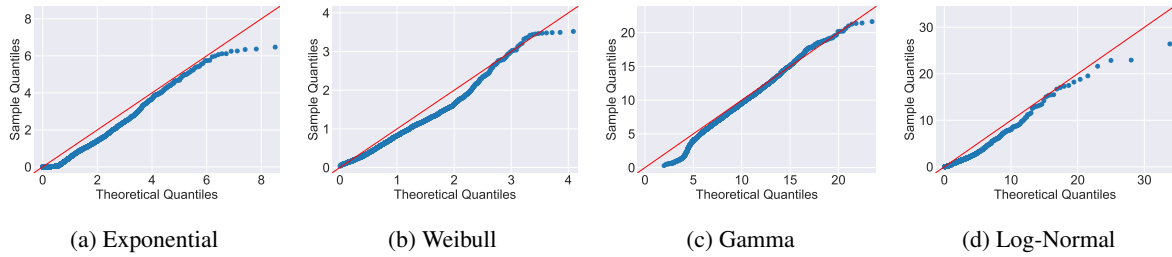 8
6
4
2
0
Sample Quantiles
0 2 4 6 8
Theoretical Quantiles
(a) Exponential
4
3
2
1
0
Sample Quantiles
0 1 2 3 4
Theoretical Quantiles
(b) Weibull
20
15
10
5
0
Sample Quantiles
0 5 10 15 20
Theoretical Quantiles
(c) Gamma
30
20
10
0
Sample Quantiles
0 10 20 30
Theoretical Quantiles
(d) Log-Normal